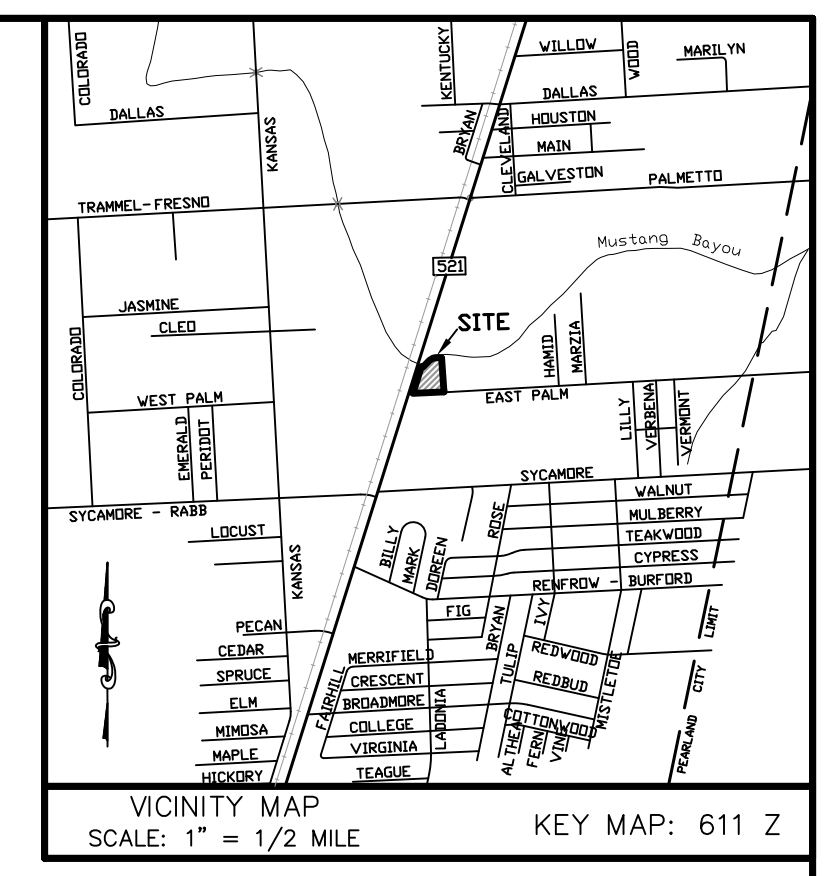 COLORADO
KENTUCKY
WILLOW
WOOD
MARILYN
DALLAS
DALLAS
KANSAS
BRYAN
CLEVELAND
HOUSTON
MAIN
GALVESTON
PALMETTO
TRAMMEL-FRESNO
Mustang Bayou
521
JASMINE
CLEO
COLORADO
SITE
HAMID
MARZIA
WEST PALM
EAST PALM
EMERALD
PERIDOT
LILLY
VERBENA
VERMONT
SYCAMORE
SYCAMORE - RABB
WALNUT
MULBERRY
LOCUST
ROSE
TEAKWOOD
BILLY
MARK
DOREEN
CYPRESS
KANSAS
RENFROW - BURFORD
FIG
BRYAN
IVY
PECAN
CEDAR
MERRIFIELD
TULIP
REDWOOD
SPRUCE
CRESCENT
REDBUD
MISTLETOE
ELM
FAIRHILL
BROADMORE
LADONIA
MIMOSA
COLLEGE
COTTONWOOD
ALTHEA
FERN
MAPLE
VIRGINIA
HICKORY
TEAGUE
PEARLAND CITY LIMIT
VICINITY MAP
SCALE: 1" = 1/2 MILE
KEY MAP: 611 Z